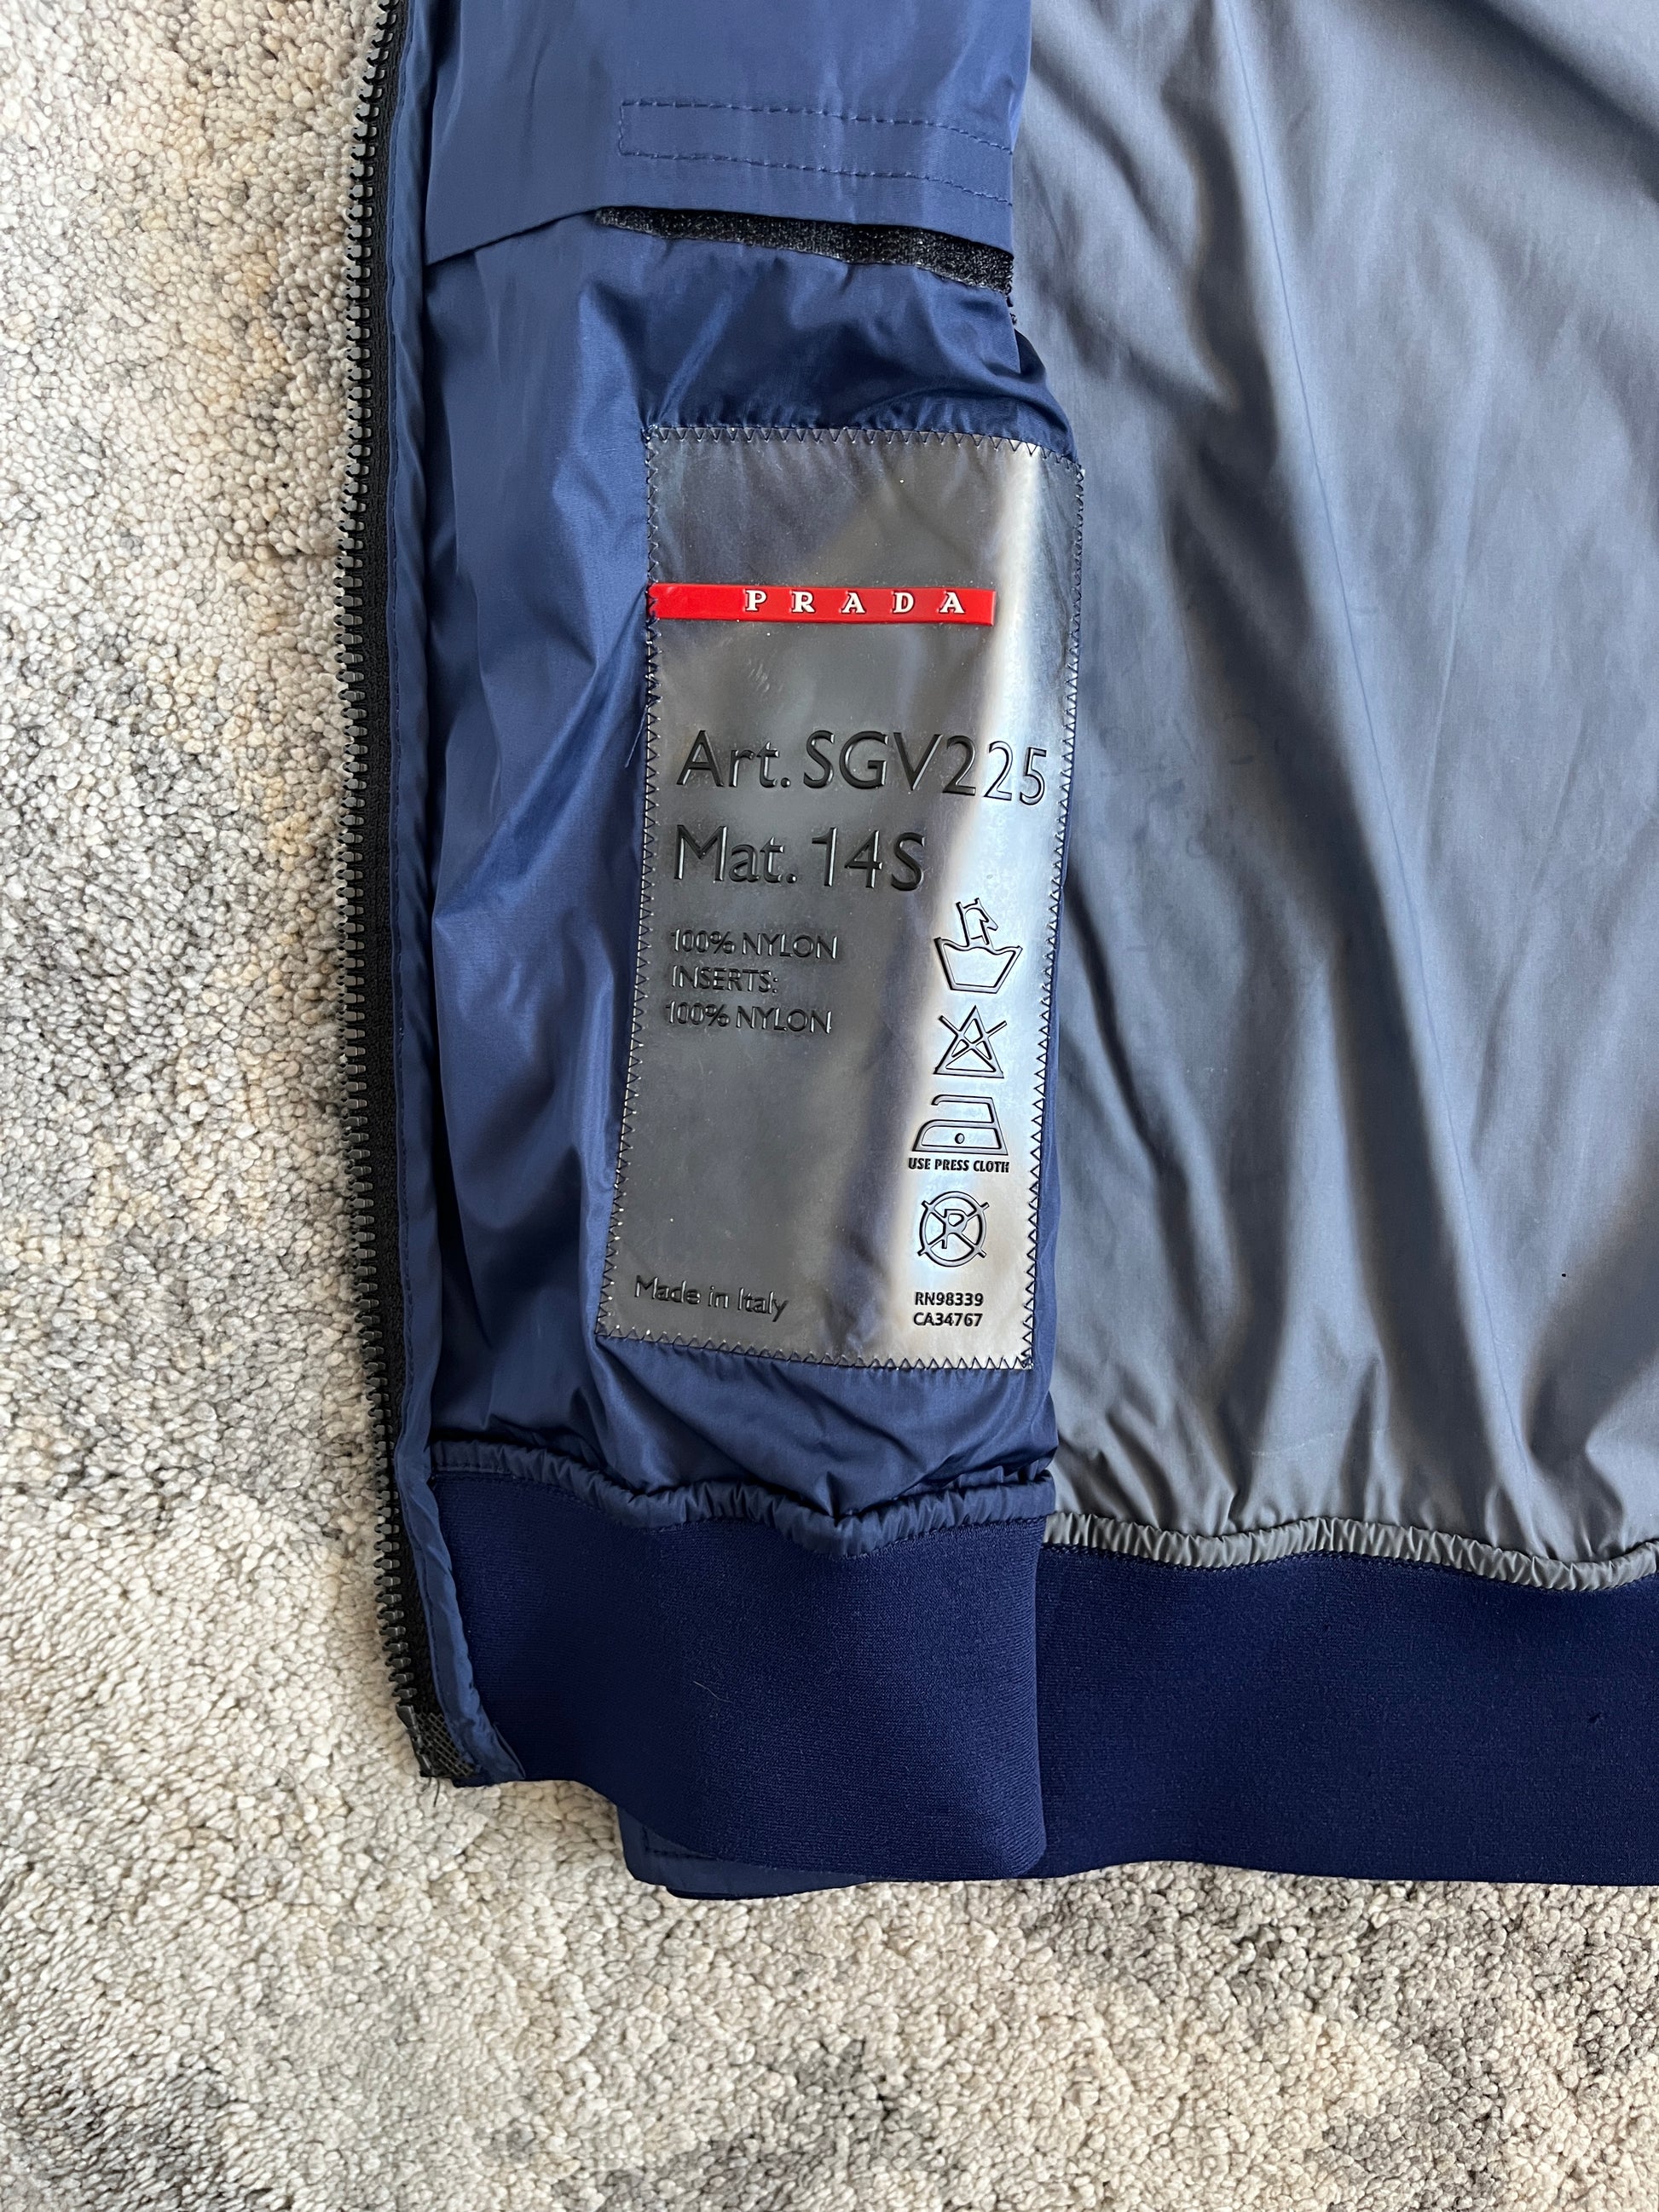 PRADA
Art. SGV225
Mat. 14S
100% NYLON
INSERTS:
100% NYLON
USE PRESS CLOTH
P
Made in Italy
RN98339
CA34767